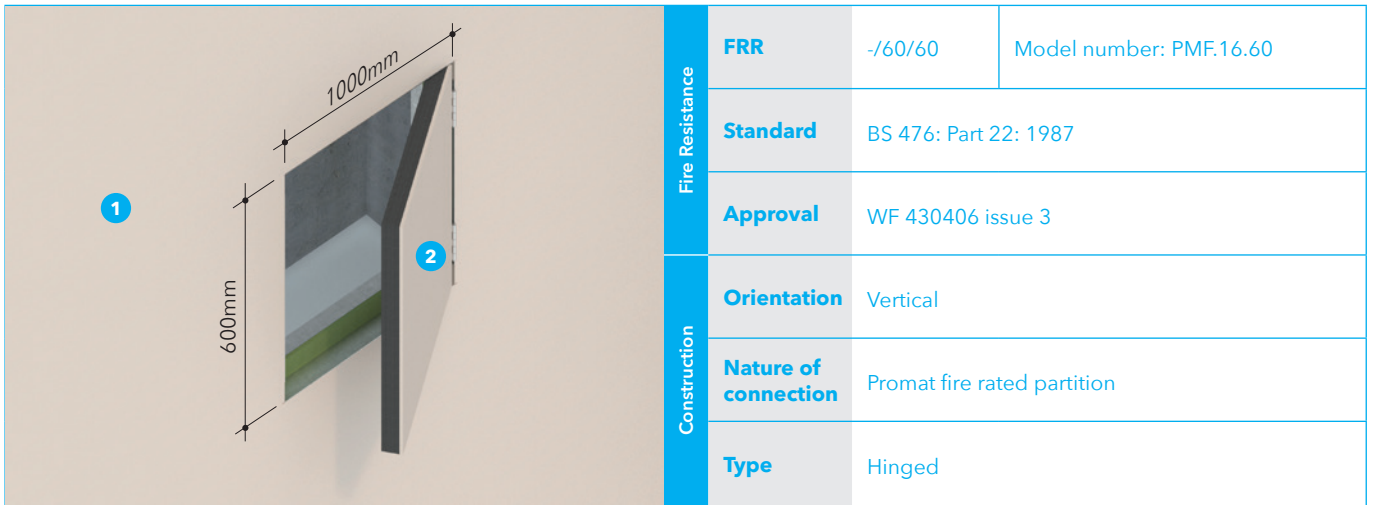 1000mm
600mm
1
2
Fire Resistance
FRR
-/60/60
Model number: PMF.16.60
Standard
BS 476: Part 22: 1987
Approval
WF 430406 issue 3
Construction
Orientation
Vertical
Nature of
connection
Promat fire rated partition
Type
Hinged